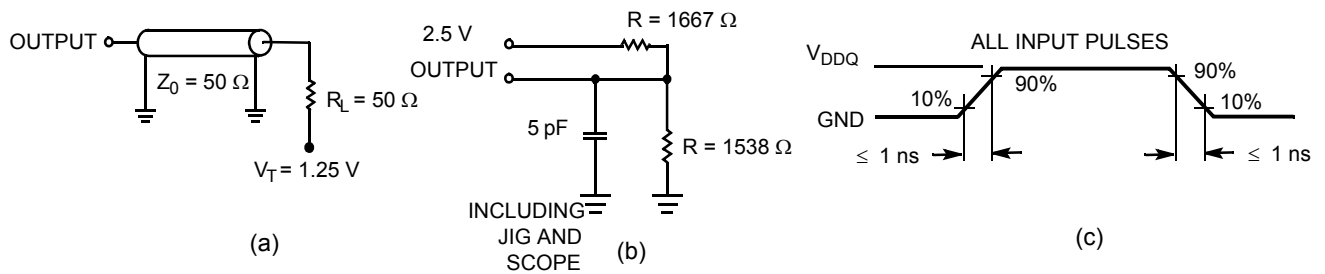 OUTPUT
Z0 = 50 Ω
RL = 50 Ω
VT = 1.25 V
(a)
R = 1667 Ω
2.5 V
OUTPUT
5 pF
R = 1538 Ω
INCLUDING
JIG AND
SCOPE
(b)
ALL INPUT PULSES
VDDQ
GND
10%
90%
90%
10%
≤ 1 ns
≤ 1 ns
(c)